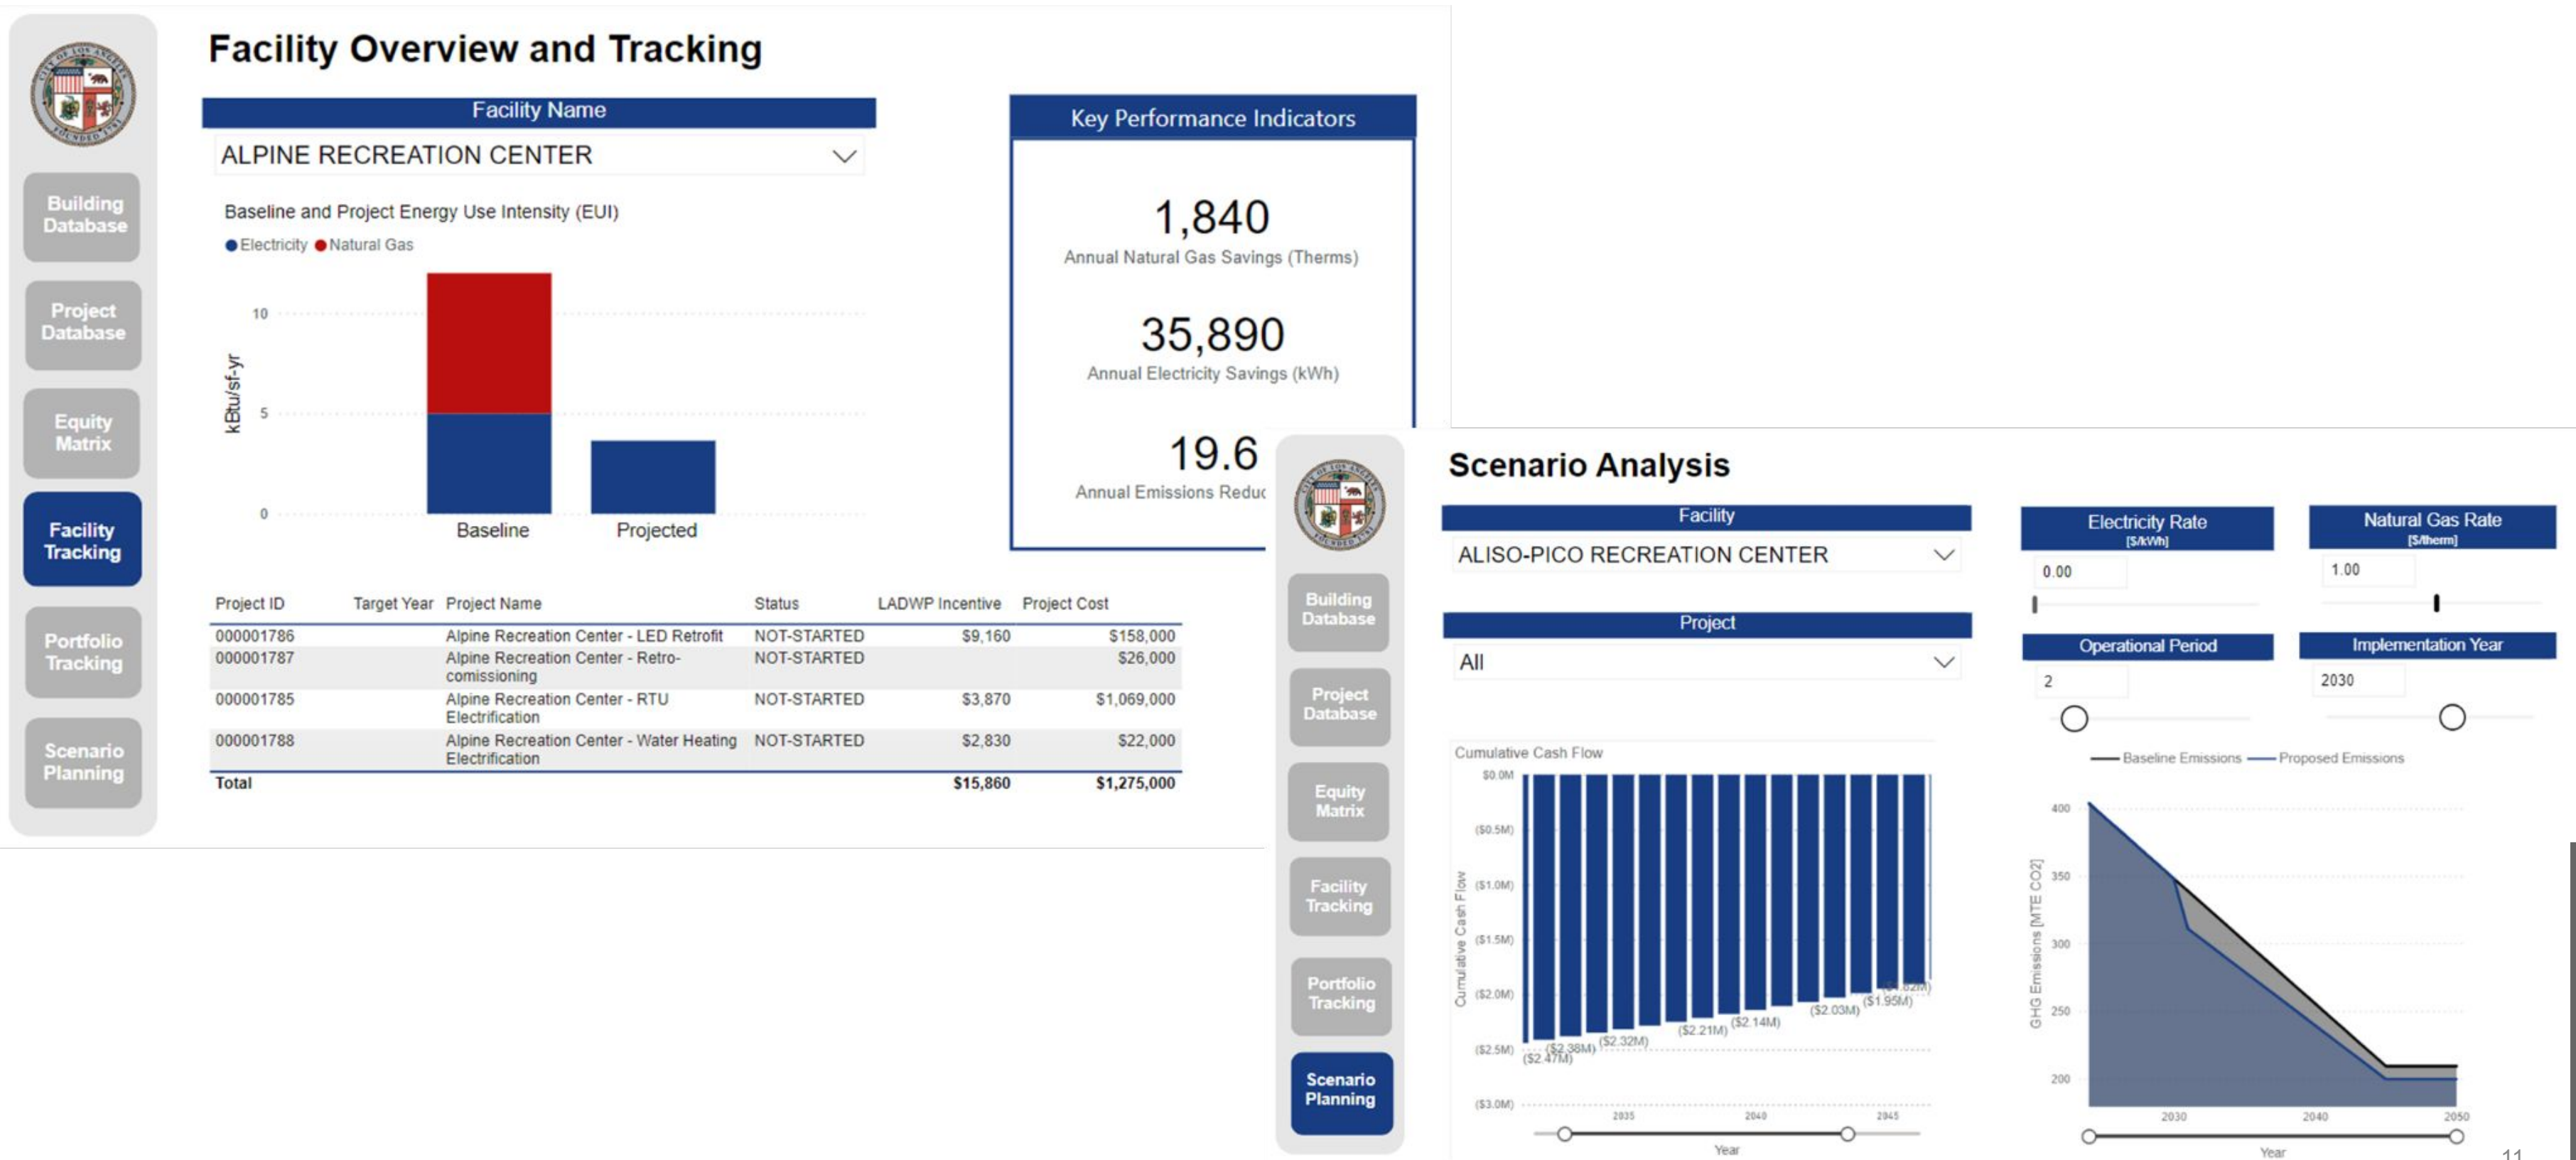 Facility Overview and Tracking
Facility Name
ALPINE RECREATION CENTER
Baseline and Project Energy Use Intensity (EUI)
Electricity Natural Gas
kBtu/sf-yr
10
5
0
Baseline Projected
Key Performance Indicators
1,840
Annual Natural Gas Savings (Therms)
35,890
Annual Electricity Savings (kWh)
19.6
Annual Emissions Reduc
Building
Database
Project
Database
Equity
Matrix
Facility
Tracking
Portfolio
Tracking
Scenario
Planning
Project ID Target Year Project Name Status LADWP Incentive Project Cost
000001786 Alpine Recreation Center - LED Retrofit NOT-STARTED $9,160 $158,000
000001787 Alpine Recreation Center - Retro- NOT-STARTED $26,000
comissioning
000001785 Alpine Recreation Center - RTU NOT-STARTED $3,870 $1,069,000
Electrification
000001788 Alpine Recreation Center - Water Heating NOT-STARTED $2,830 $22,000
Electrification
Total $15,860 $1,275,000
Scenario Analysis
Facility
ALISO-PICO RECREATION CENTER
Project
All
Electricity Rate
[$/kWh]
0.00
Natural Gas Rate
[$/therm]
1.00
Operational Period
2
Implementation Year
2030
Building
Database
Project
Database
Equity
Matrix
Facility
Tracking
Portfolio
Tracking
Scenario
Planning
Cumulative Cash Flow
Cumulative Cash Flow
$0.0M
($0.5M)
($1.0M)
($1.5M)
($2.0M)
($2.5M)
($3.0M)
($2.47M)
($2.38M)
($2.32M)
($2.21M)
($2.14M)
($2.03M)
($1.95M)
2035 2040 2045
Year
Baseline Emissions Proposed Emissions
GHG Emissions [MTE CO2]
400
350
300
250
200
2030 2040 2050
Year
11